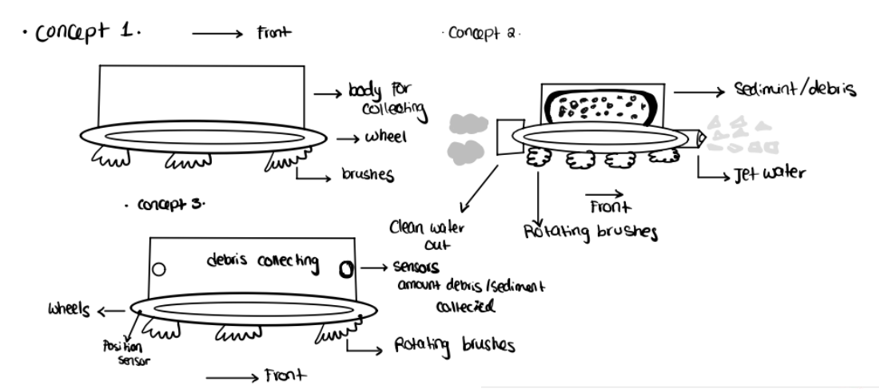 · Concept 1.
Front
body for
collecting
wheel
brushes
· Concept 2.
Sedimint/debris
Jet water
Front
Clean water
out
Rotating brushes
· Concept 3.
debris collecting
sensors
amount debris/sediment
collected
wheels
Position
sensor
Rotating brushes
Front